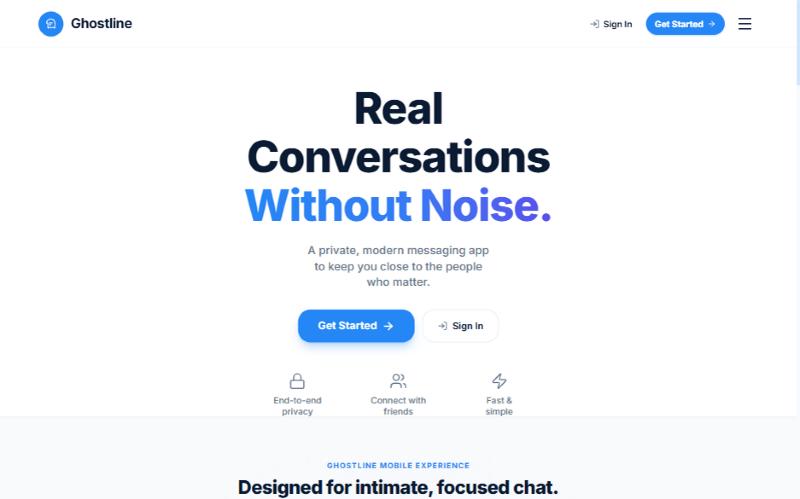 Ghostline
Sign In
Get Started
Real
Conversations
Without Noise.
A private, modern messaging app
to keep you close to the people
who matter.
Get Started
Sign In
End-to-end
privacy
Connect with
friends
Fast &
simple
GHOSTLINE MOBILE EXPERIENCE
Designed for intimate, focused chat.